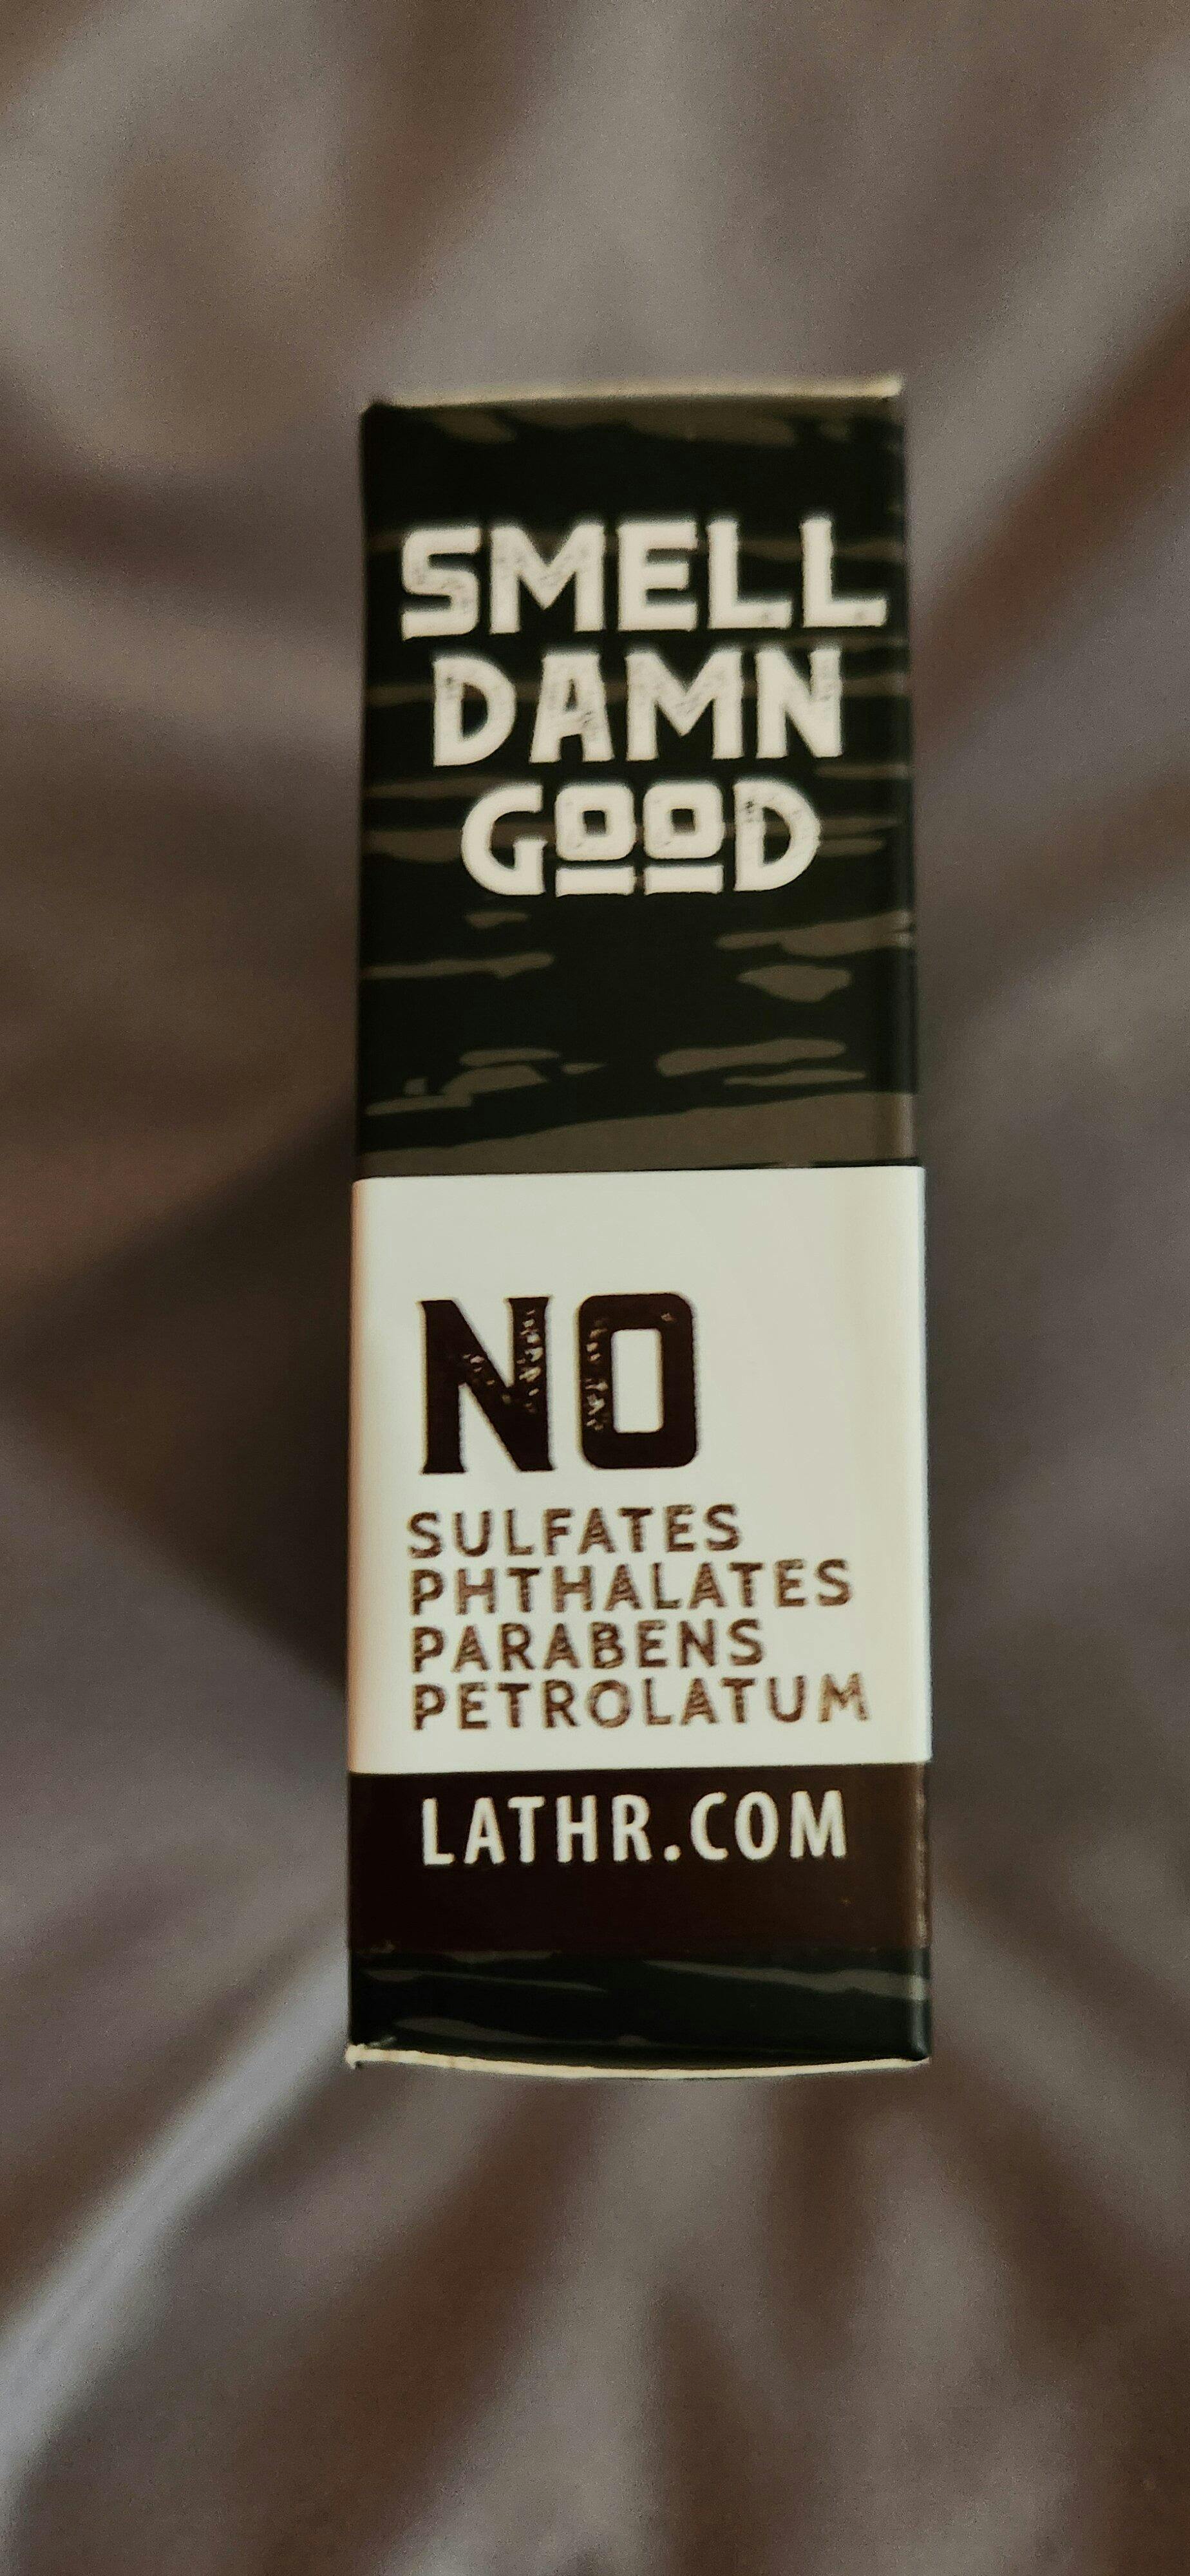 SMELL
DAMN
GOOD
NO
SULFATES
PHTHALATES
PARABENS
PETROLATUM
LATHR.COM